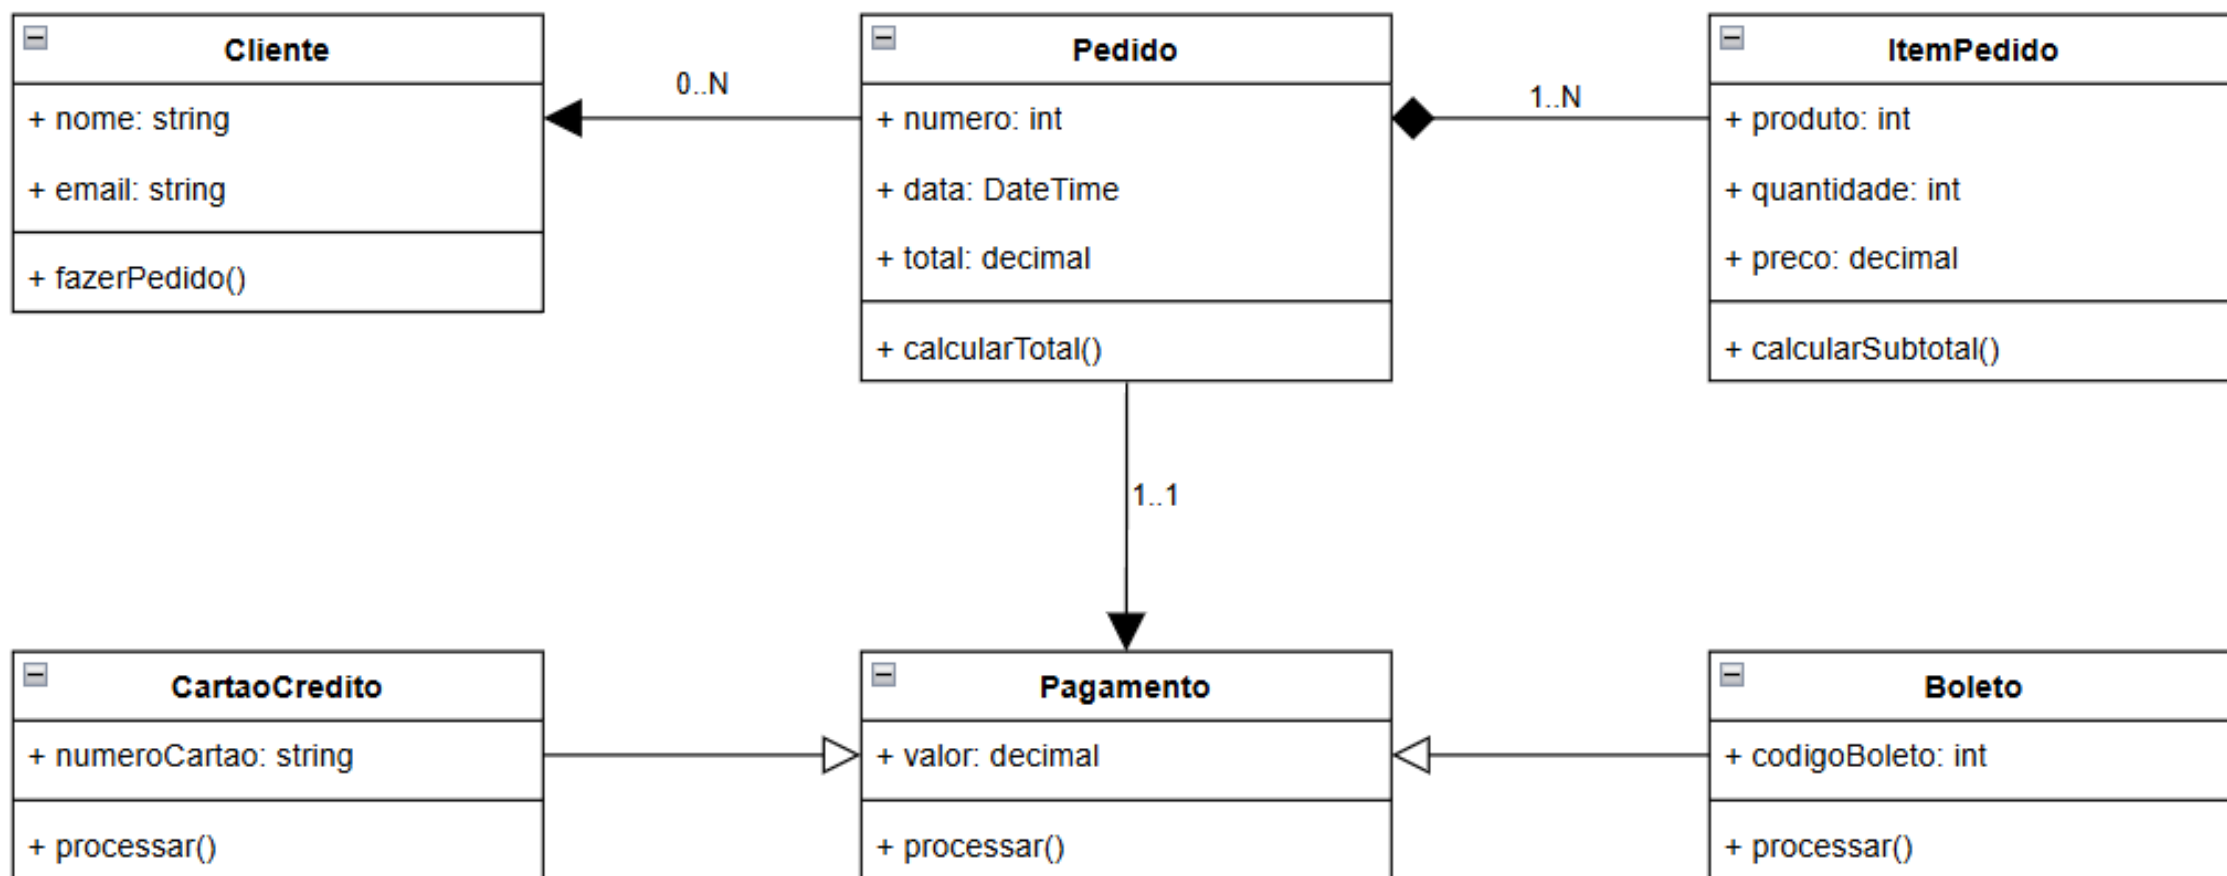 Cliente
+ nome: string
+ email: string
+ fazerPedido()
0..N
Pedido
+ numero: int
+ data: DateTime
+ total: decimal
+ calcularTotal()
1..N
ItemPedido
+ produto: int
+ quantidade: int
+ preco: decimal
+ calcularSubtotal()
1..1
CartaoCredito
+ numeroCartao: string
+ processar()
Pagamento
+ valor: decimal
+ processar()
Boleto
+ codigoBoleto: int
+ processar()